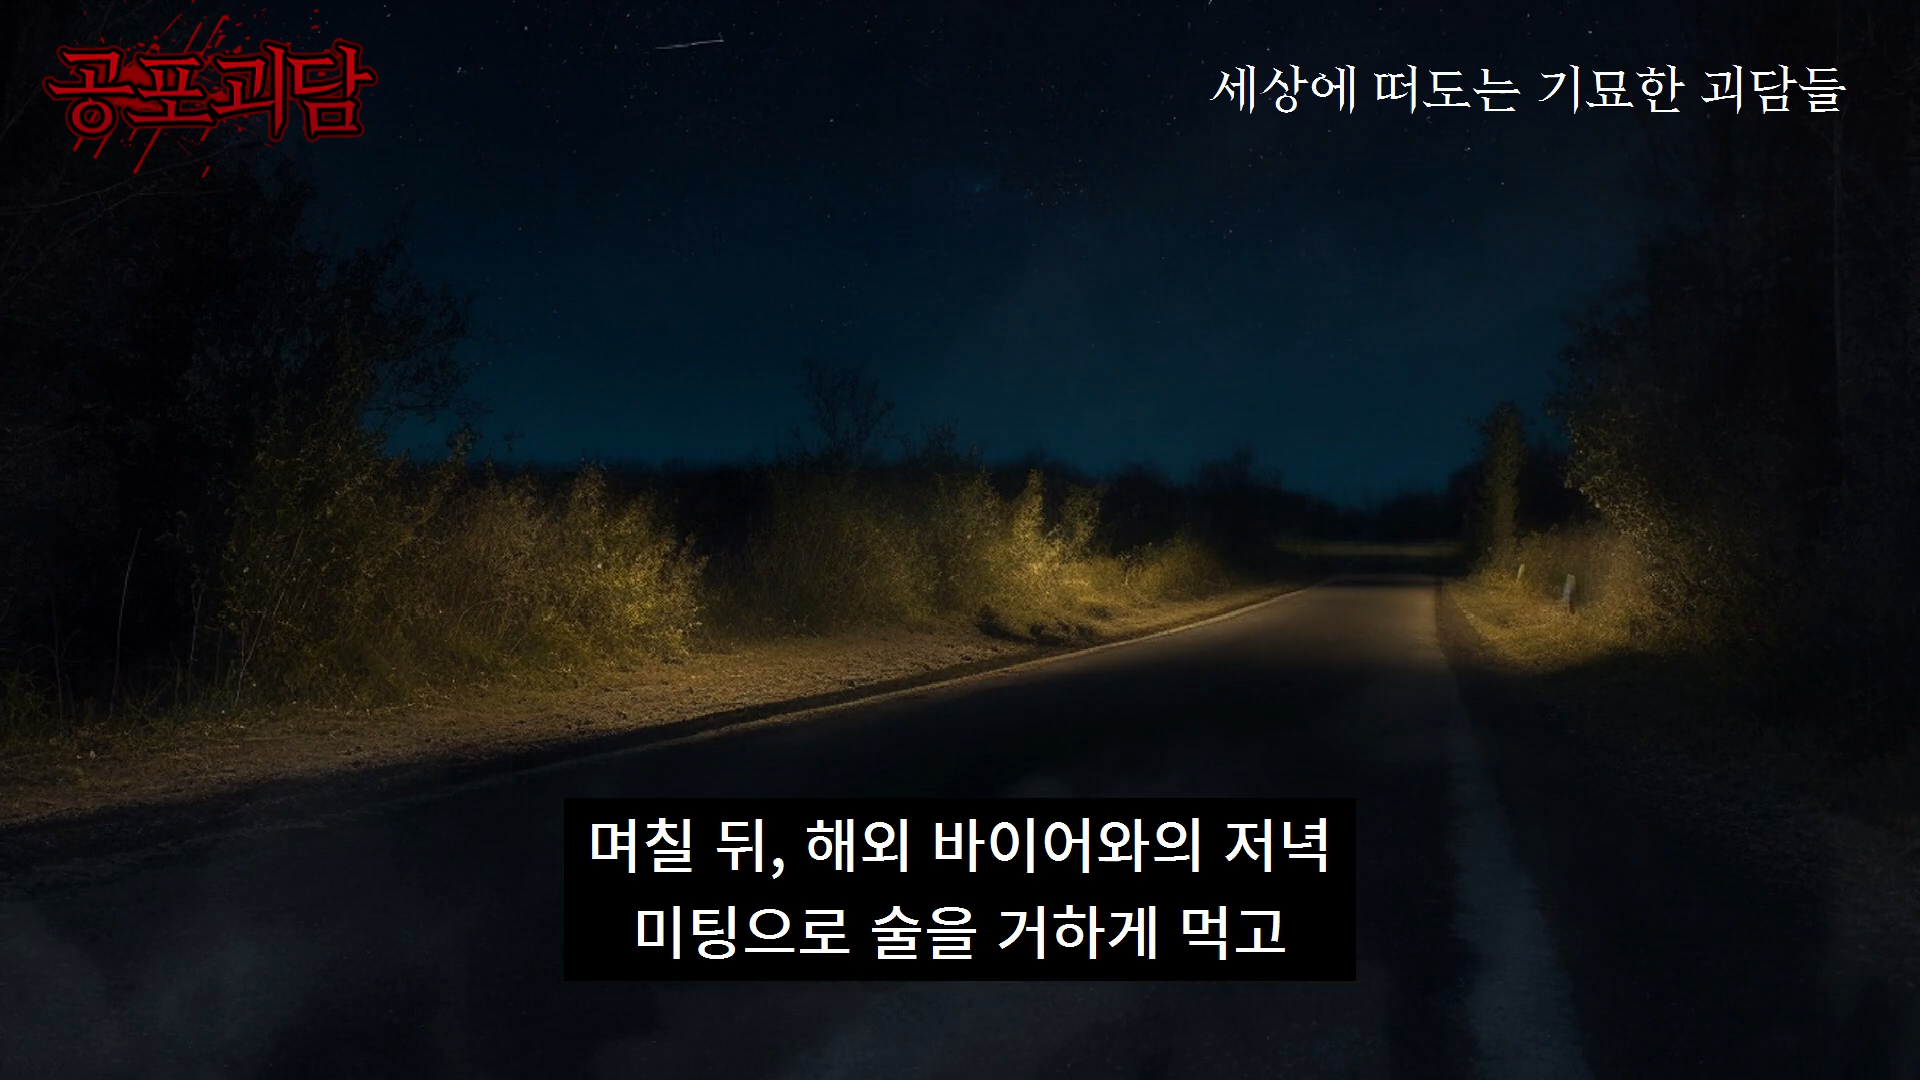 공포괴담
세상에 떠도는 기묘한 괴담들
며칠 뒤, 해외 바이어와의 저녁
미팅으로 술을 거하게 먹고